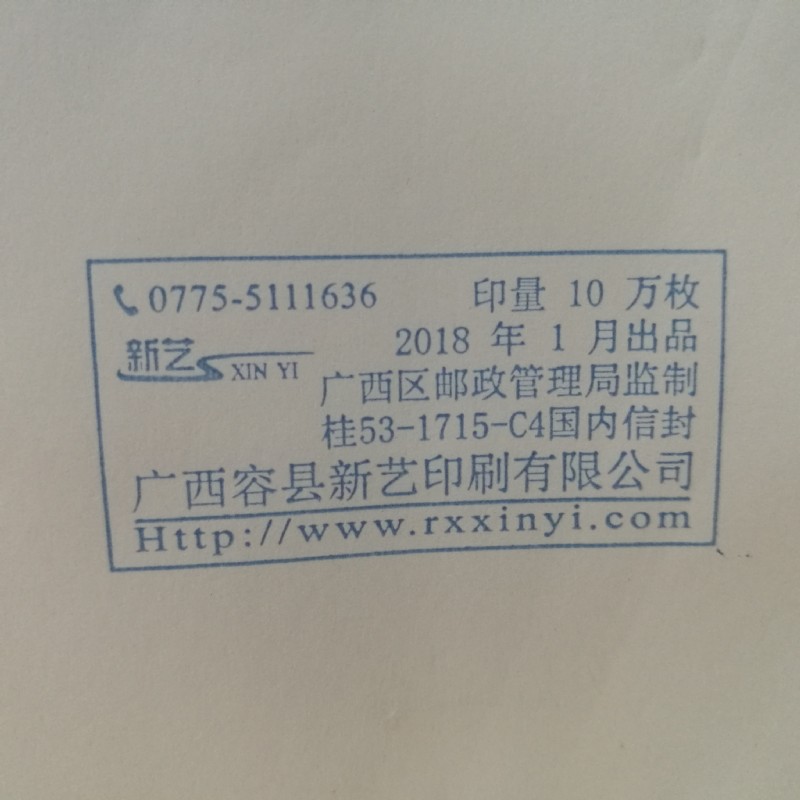 0775-5111636 印量 10 万枚
2018 年 1 月出品
新艺 XIN YI
广西区邮政管理局监制
桂53-1715-C4国内信封
广西容县新艺印刷有限公司
Http://www.rxxinyi.com